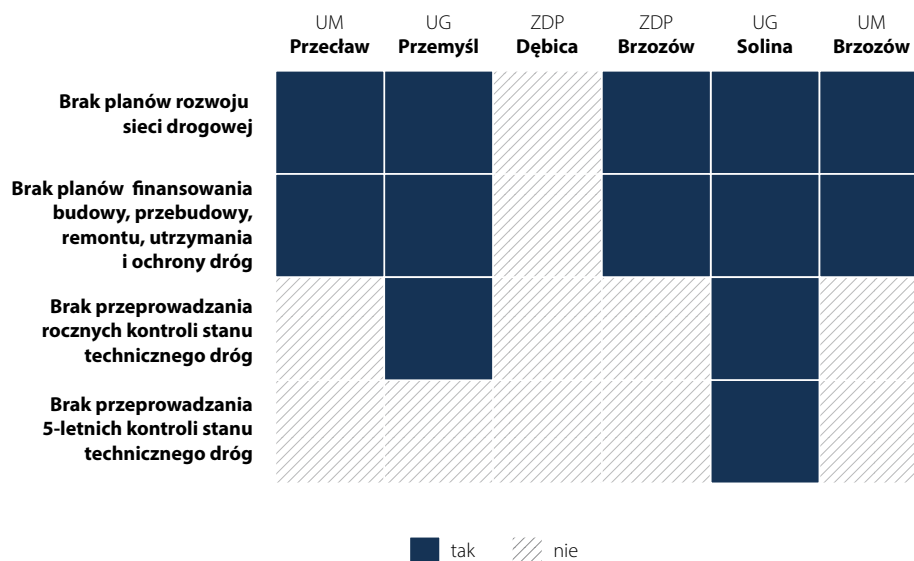 UM UG ZDP ZDP UG UM
Przecław Przemyśl Dębica Brzozów Solina Brzozów
Brak planów rozwoju
sieci drogowej
Brak planów finansowania
budowy, przebudowy,
remontu, utrzymania
i ochrony dróg
Brak przeprowadzania
rocznych kontroli stanu
technicznego dróg
Brak przeprowadzania
5-letnich kontroli stanu
technicznego dróg
tak nie